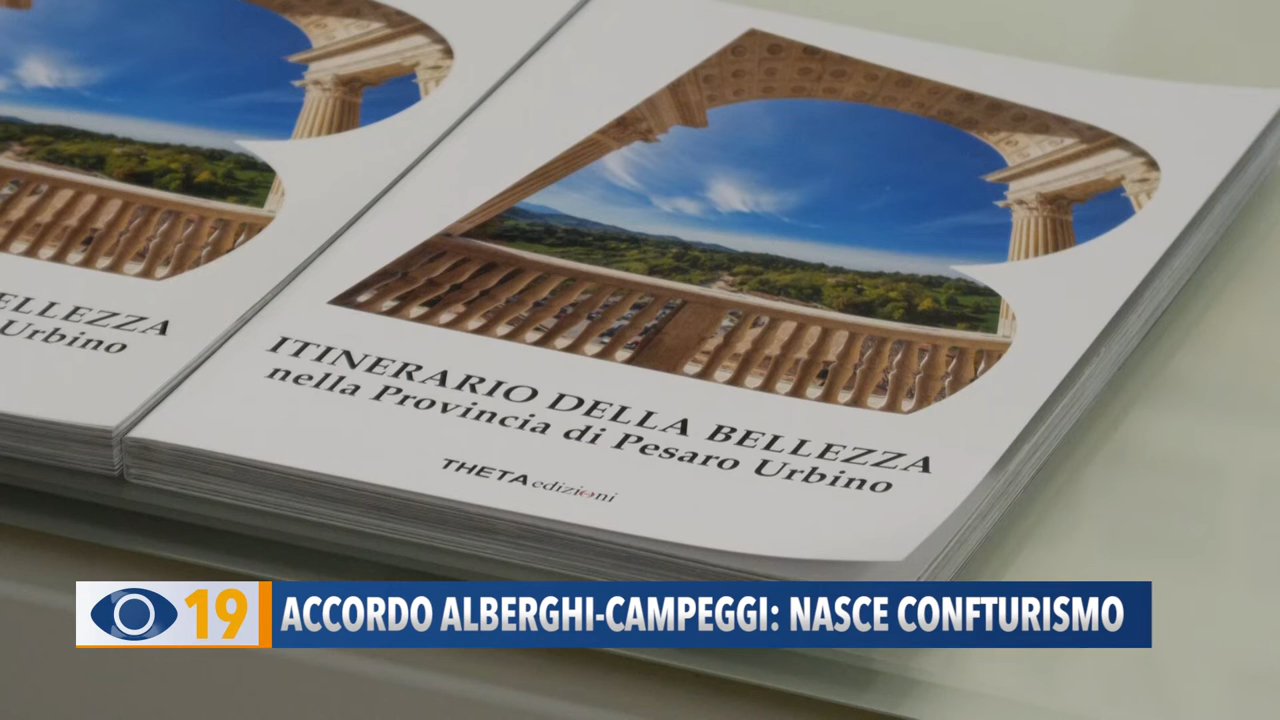 ELLEZZA
Urbino
ITINERARIO DELLA BELLEZZA
nella Provincia di Pesaro Urbino
THETA edizioni
19 ACCORDO ALBERGHI-CAMPEGGI: NASCE CONFTURISMO